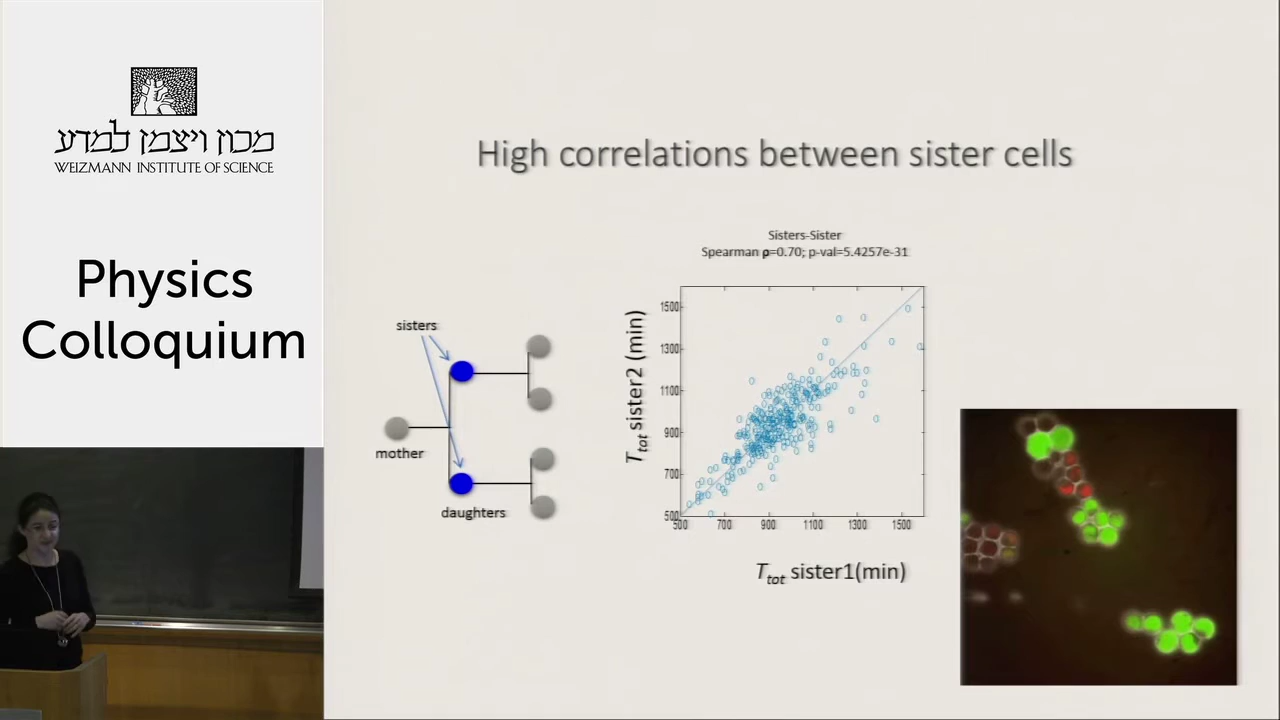 מכון ויצמן למדע
WEIZMANN INSTITUTE OF SCIENCE
Physics
Colloquium
High correlations between sister cells
Sisters-Sister
Spearman ρ=0.70; p-val=5.4257e-31
sisters
mother
daughters
T_tot sister2 (min)
1500
1300
1100
900
700
500
500 700 900 1100 1300 1500
T_tot sister1(min)